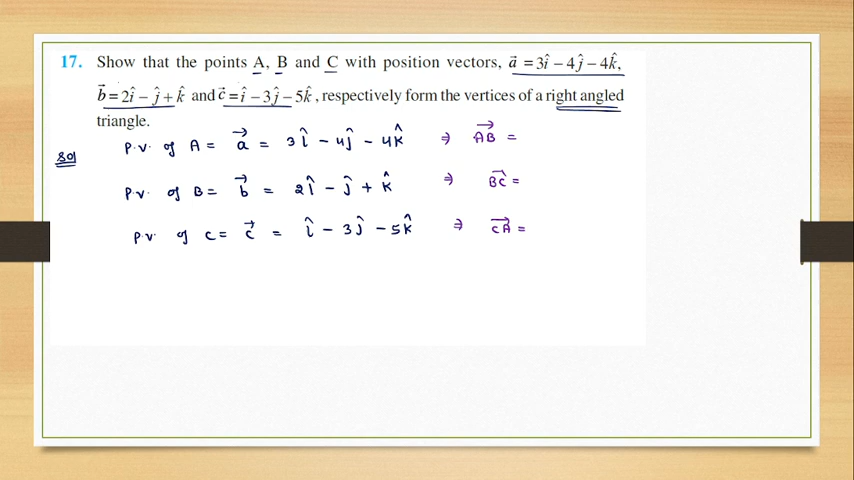 17. Show that the points A, B and C with position vectors, a⃗ = 3î − 4ĵ − 4k̂,
b⃗ = 2î − ĵ + k̂ and c⃗ = î − 3ĵ − 5k̂, respectively form the vertices of a right angled
triangle.
Sol P.V. of A = a⃗ = 3î − 4ĵ − 4k̂ ⇒ AB⃗ =
P.V. of B = b⃗ = 2î − ĵ + k̂ ⇒ BC⃗ =
P.V. of C = c⃗ = î − 3ĵ − 5k̂ ⇒ CA⃗ =